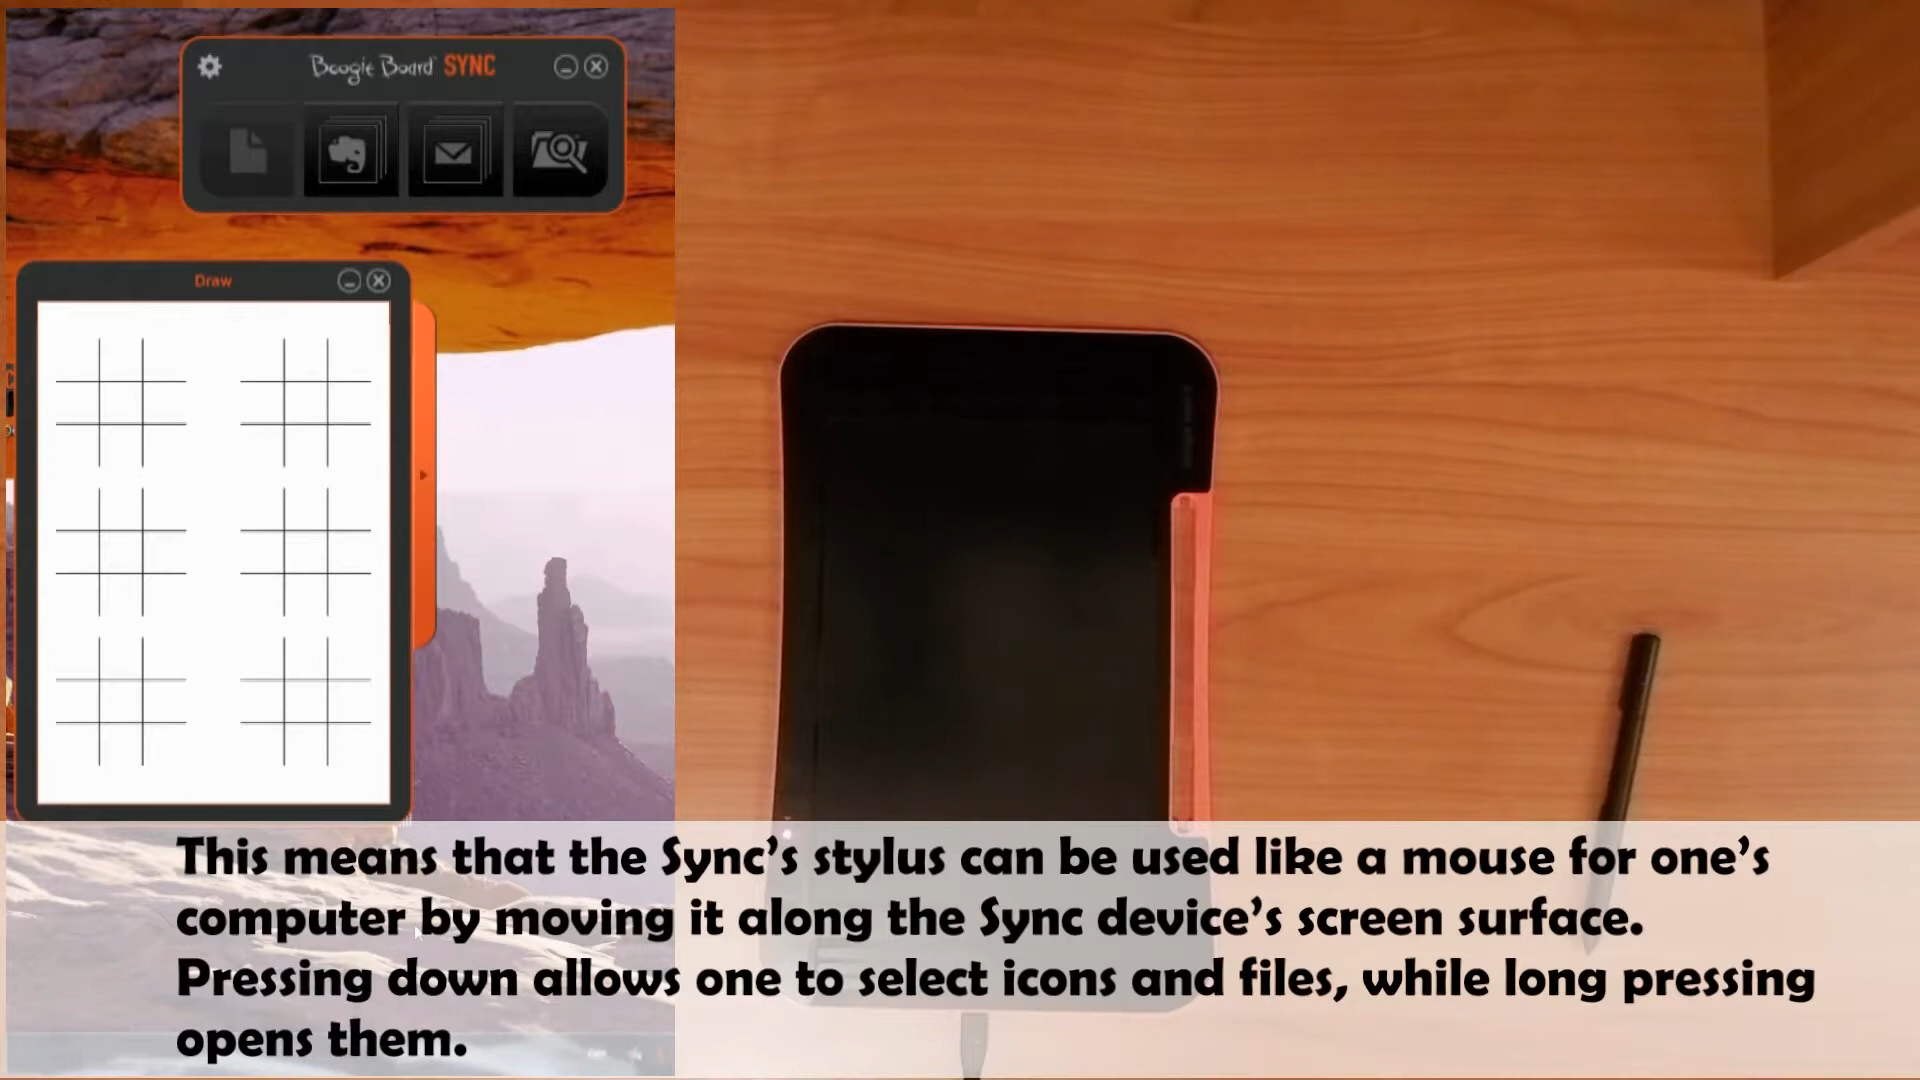 Boogie Board SYNC
Draw
This means that the Sync's stylus can be used like a mouse for one's
computer by moving it along the Sync device's screen surface.
Pressing down allows one to select icons and files, while long pressing
opens them.